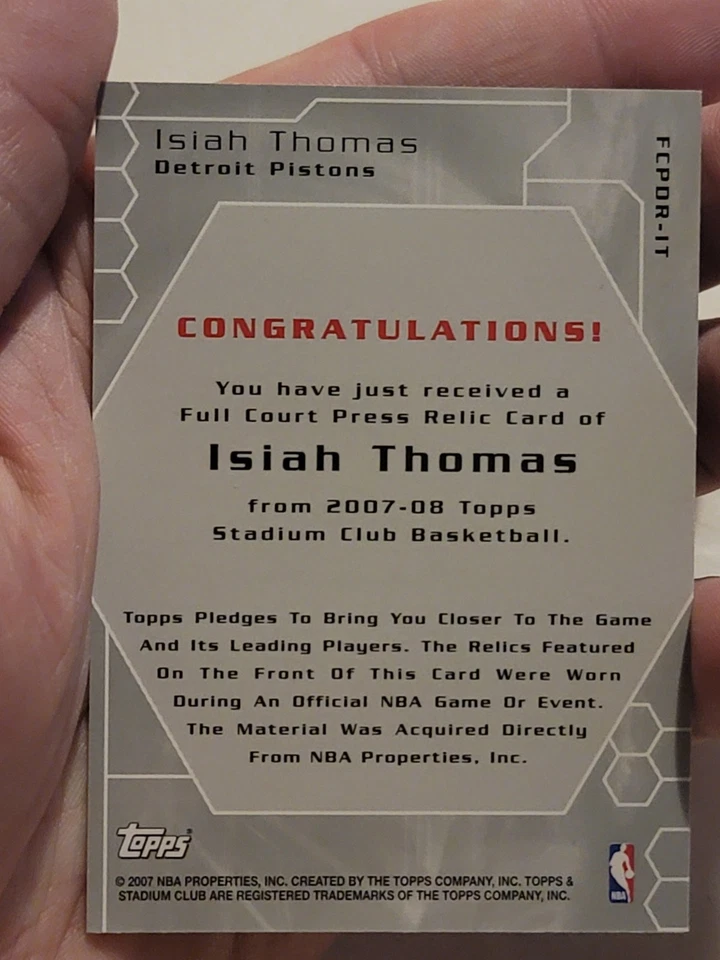 Isiah Thomas
Detroit Pistons
FCPDR-IT
CONGRATULATIONS!
You have just received a
Full Court Press Relic Card of
Isiah Thomas
from 2007-08 Topps
Stadium Club Basketball.
Topps Pledges To Bring You Closer To The Game
And Its Leading Players. The Relics Featured
On The Front Of This Card Were Worn
During An Official NBA Game Or Event.
The Material Was Acquired Directly
From NBA Properties, Inc.
Topps®
NBA
© 2007 NBA PROPERTIES, INC. CREATED BY THE TOPPS COMPANY, INC. TOPPS &
STADIUM CLUB ARE REGISTERED TRADEMARKS OF THE TOPPS COMPANY, INC.